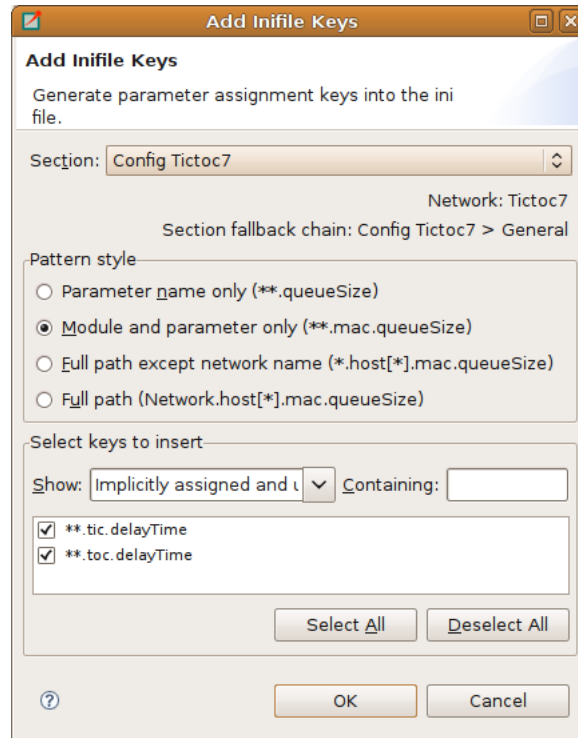 Add Inifile Keys
Add Inifile Keys
Generate parameter assignment keys into the ini
file.
Section: Config Tictoc7
Network: Tictoc7
Section fallback chain: Config Tictoc7 > General
Pattern style
Parameter name only (**.queueSize)
Module and parameter only (**.mac.queueSize)
Full path except network name (*.host[*].mac.queueSize)
Full path (Network.host[*].mac.queueSize)
Select keys to insert
Show: Implicitly assigned and Containing:
**.tic.delayTime
**.toc.delayTime
Select All Deselect All
? OK Cancel